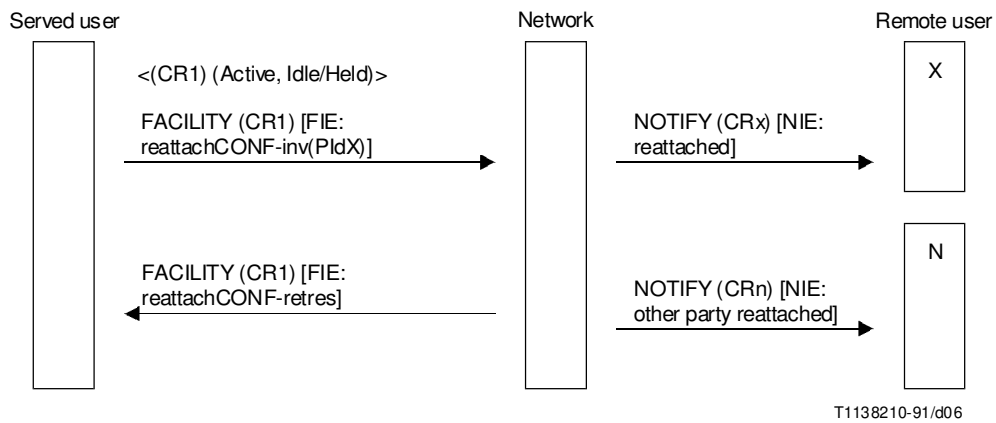 Served user
Network
Remote user
<(CR1) (Active, Idle/Held)>
X
FACILITY (CR1) [FIE:
reattachCONF-inv(PIdX)]
NOTIFY (CRx) [NIE:
reattached]
N
FACILITY (CR1) [FIE:
reattachCONF-retres]
NOTIFY (CRn) [NIE:
other party reattached]
T1138210-91/d06